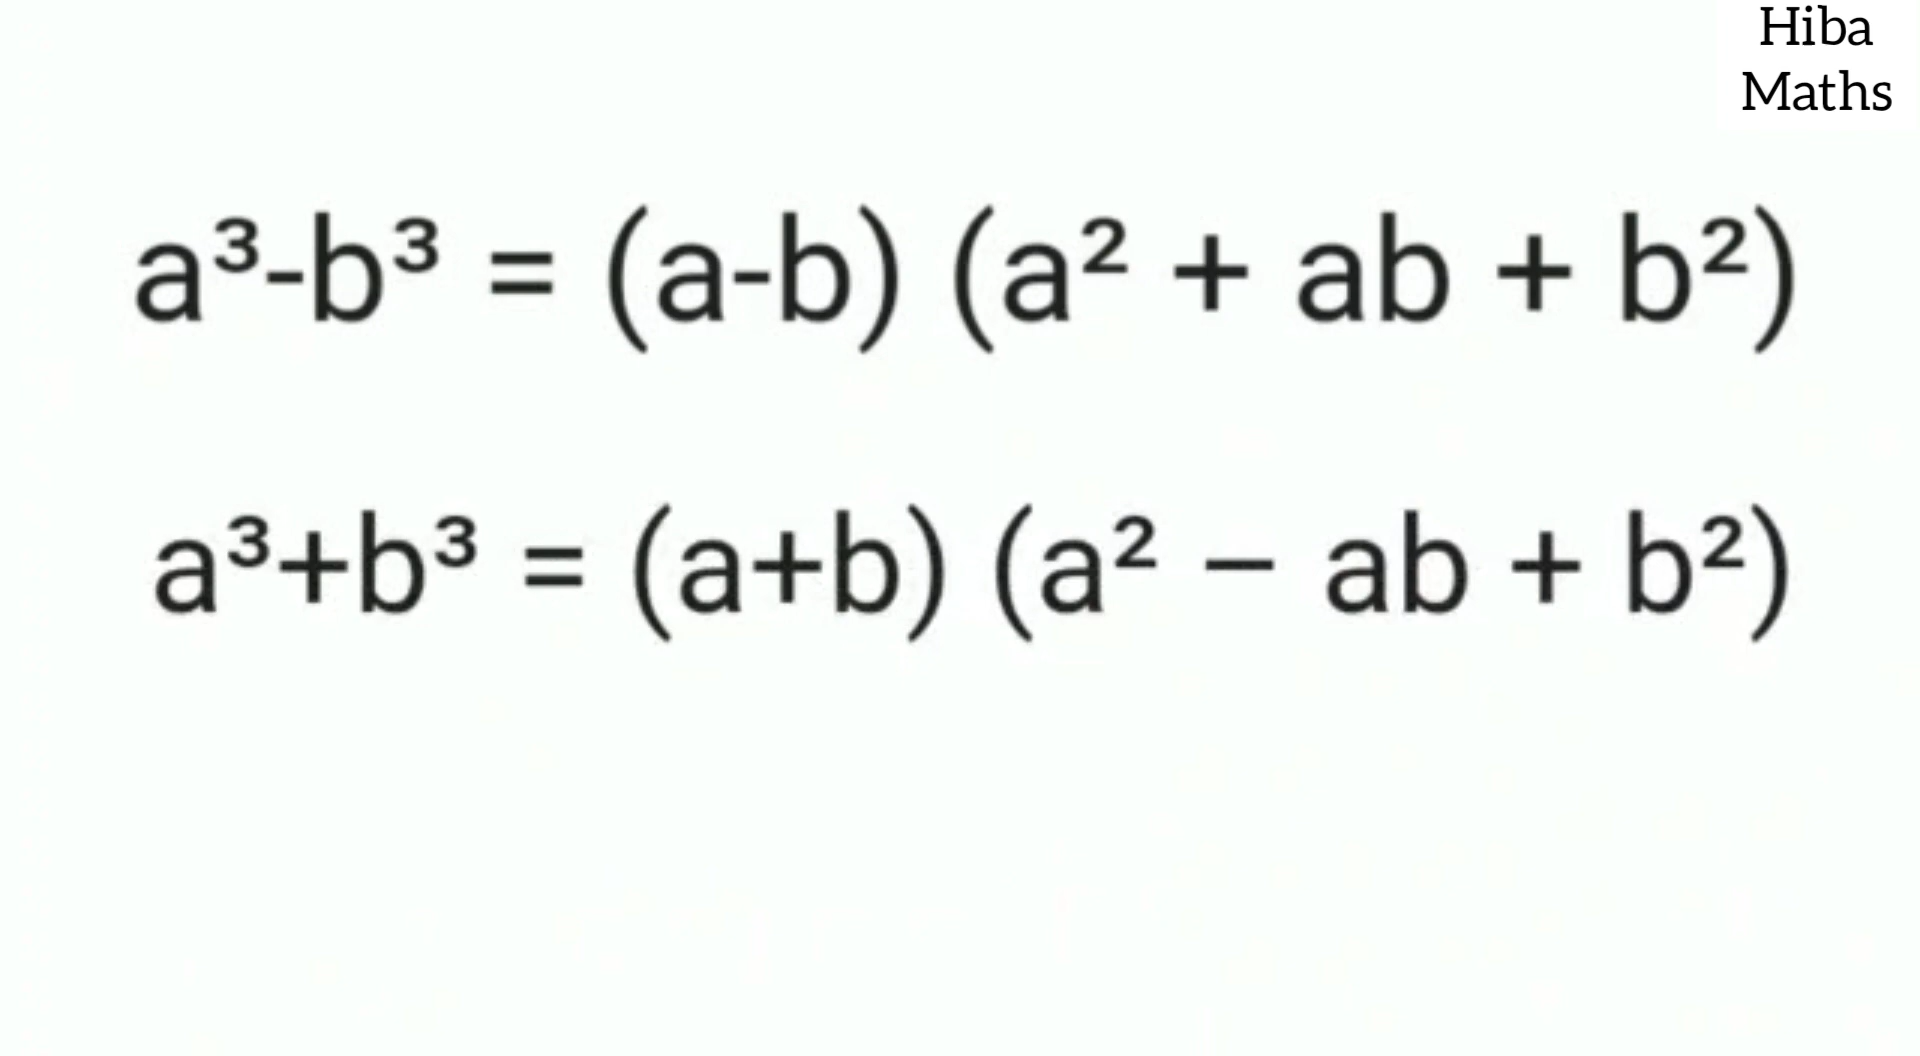 Hiba
Maths
a³-b³ = (a-b) (a² + ab + b²)
a³+b³ = (a+b) (a² − ab + b²)